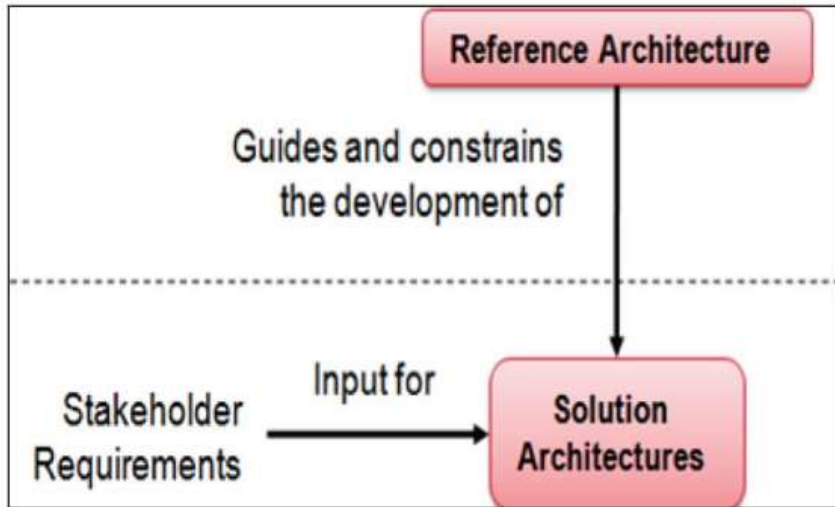 Reference Architecture
Guides and constrains
the development of
Input for
Stakeholder
Requirements
Solution
Architectures